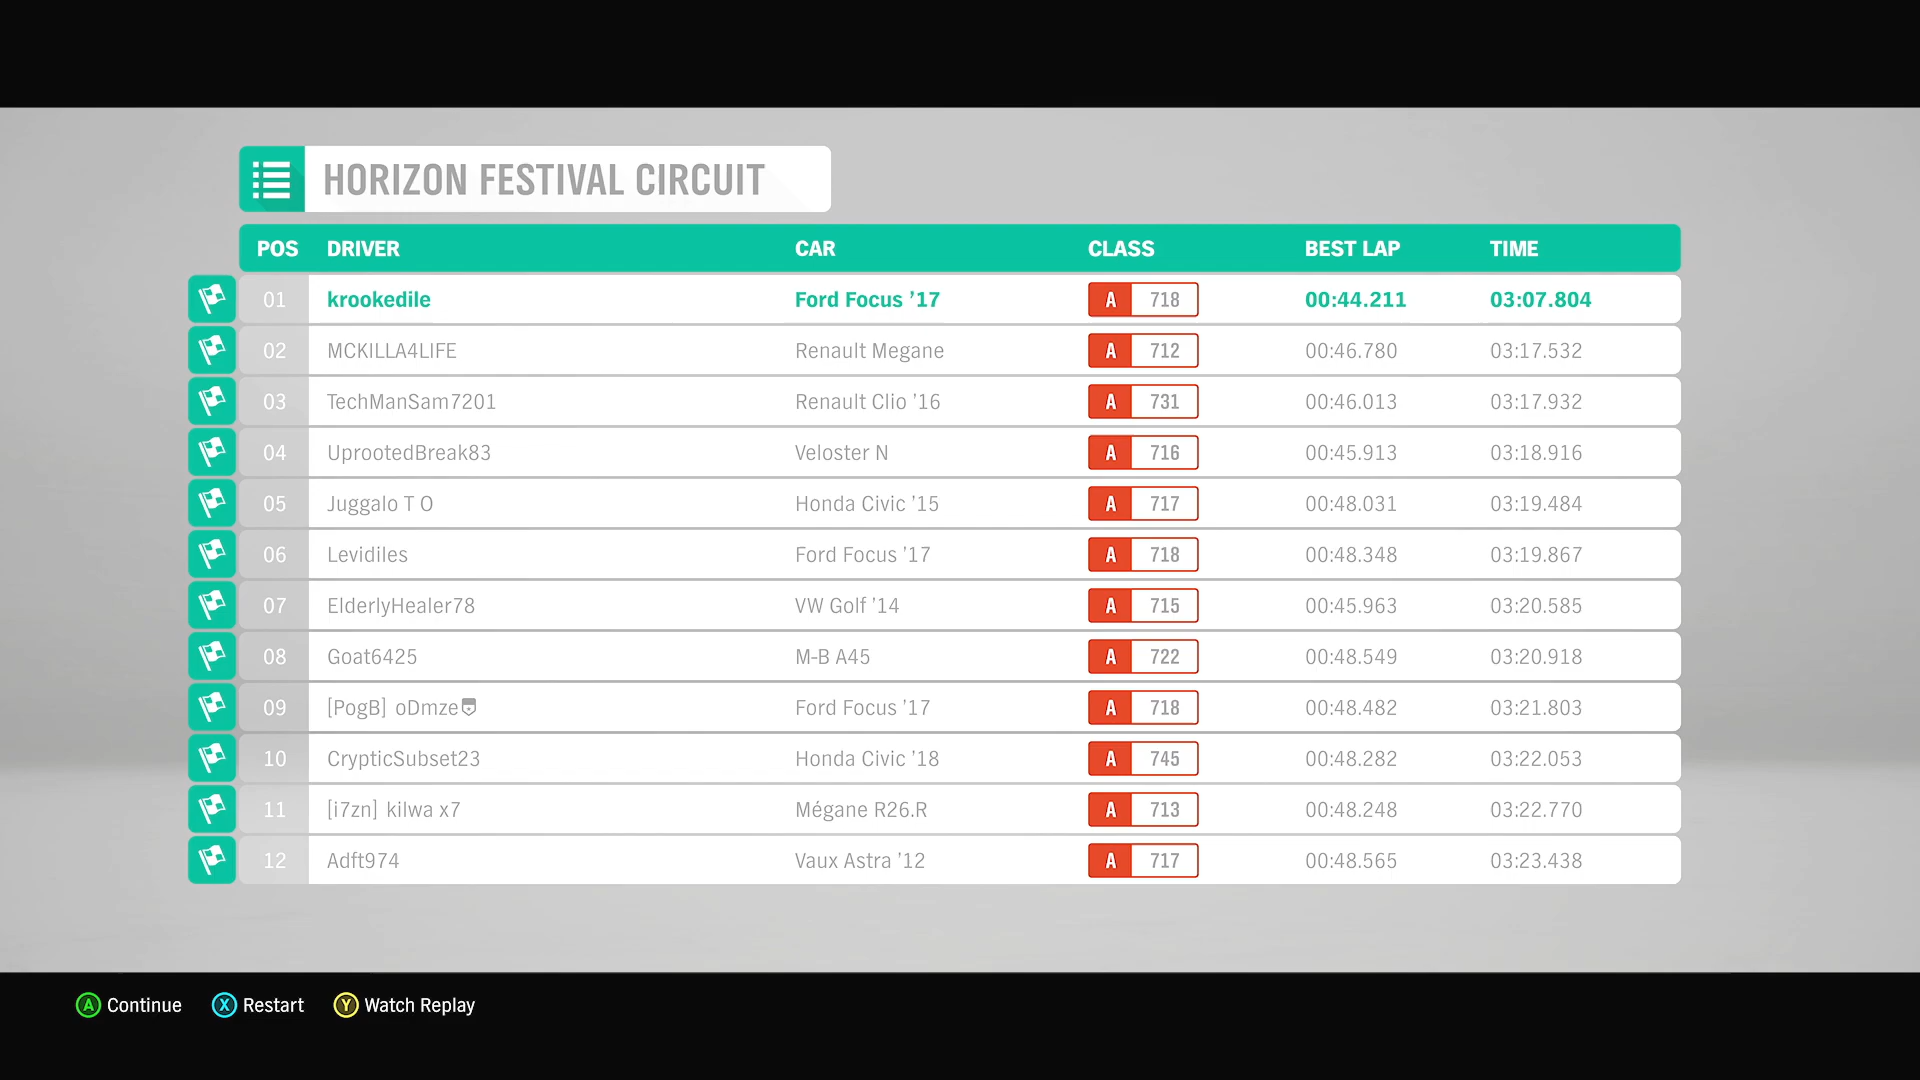 HORIZON FESTIVAL CIRCUIT
POS DRIVER CAR CLASS BEST LAP TIME
01 krookedile Ford Focus ’17 A 718 00:44.211 03:07.804
02 MCKILLA4LIFE Renault Megane A 712 00:46.780 03:17.532
03 TechManSam7201 Renault Clio ’16 A 731 00:46.013 03:17.932
04 UprootedBreak83 Veloster N A 716 00:45.913 03:18.916
05 Juggalo T O Honda Civic ’15 A 717 00:48.031 03:19.484
06 Levidiles Ford Focus ’17 A 718 00:48.348 03:19.867
07 ElderlyHealer78 VW Golf ’14 A 715 00:45.963 03:20.585
08 Goat6425 M-B A45 A 722 00:48.549 03:20.918
09 [PogB] oDmze Ford Focus ’17 A 718 00:48.482 03:21.803
10 CrypticSubset23 Honda Civic ’18 A 745 00:48.282 03:22.053
11 [i7zn] kilwa x7 Mégane R26.R A 713 00:48.248 03:22.770
12 Adft974 Vaux Astra ’12 A 717 00:48.565 03:23.438
A Continue X Restart Y Watch Replay